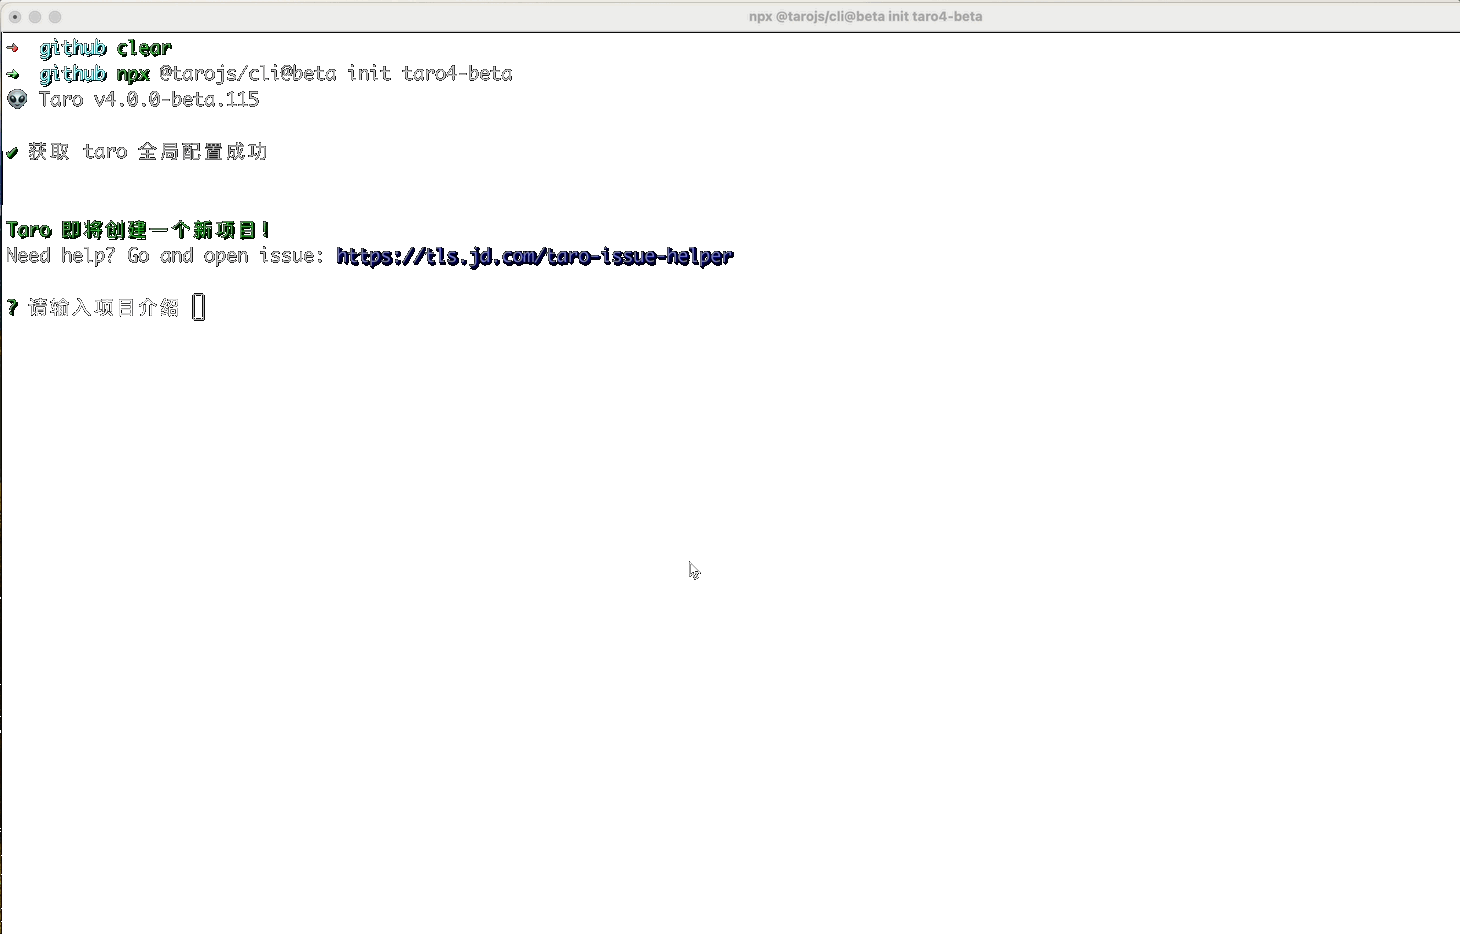 npx @tarojs/cli@beta init taro4-beta
➜ github clear
➜ github npx @tarojs/cli@beta init taro4-beta
👽 Taro v4.0.0-beta.115
✔ 获取 taro 全局配置成功
Taro 即将创建一个新项目!
Need help? Go and open issue: https://tls.jd.com/taro-issue-helper
? 请输入项目介绍